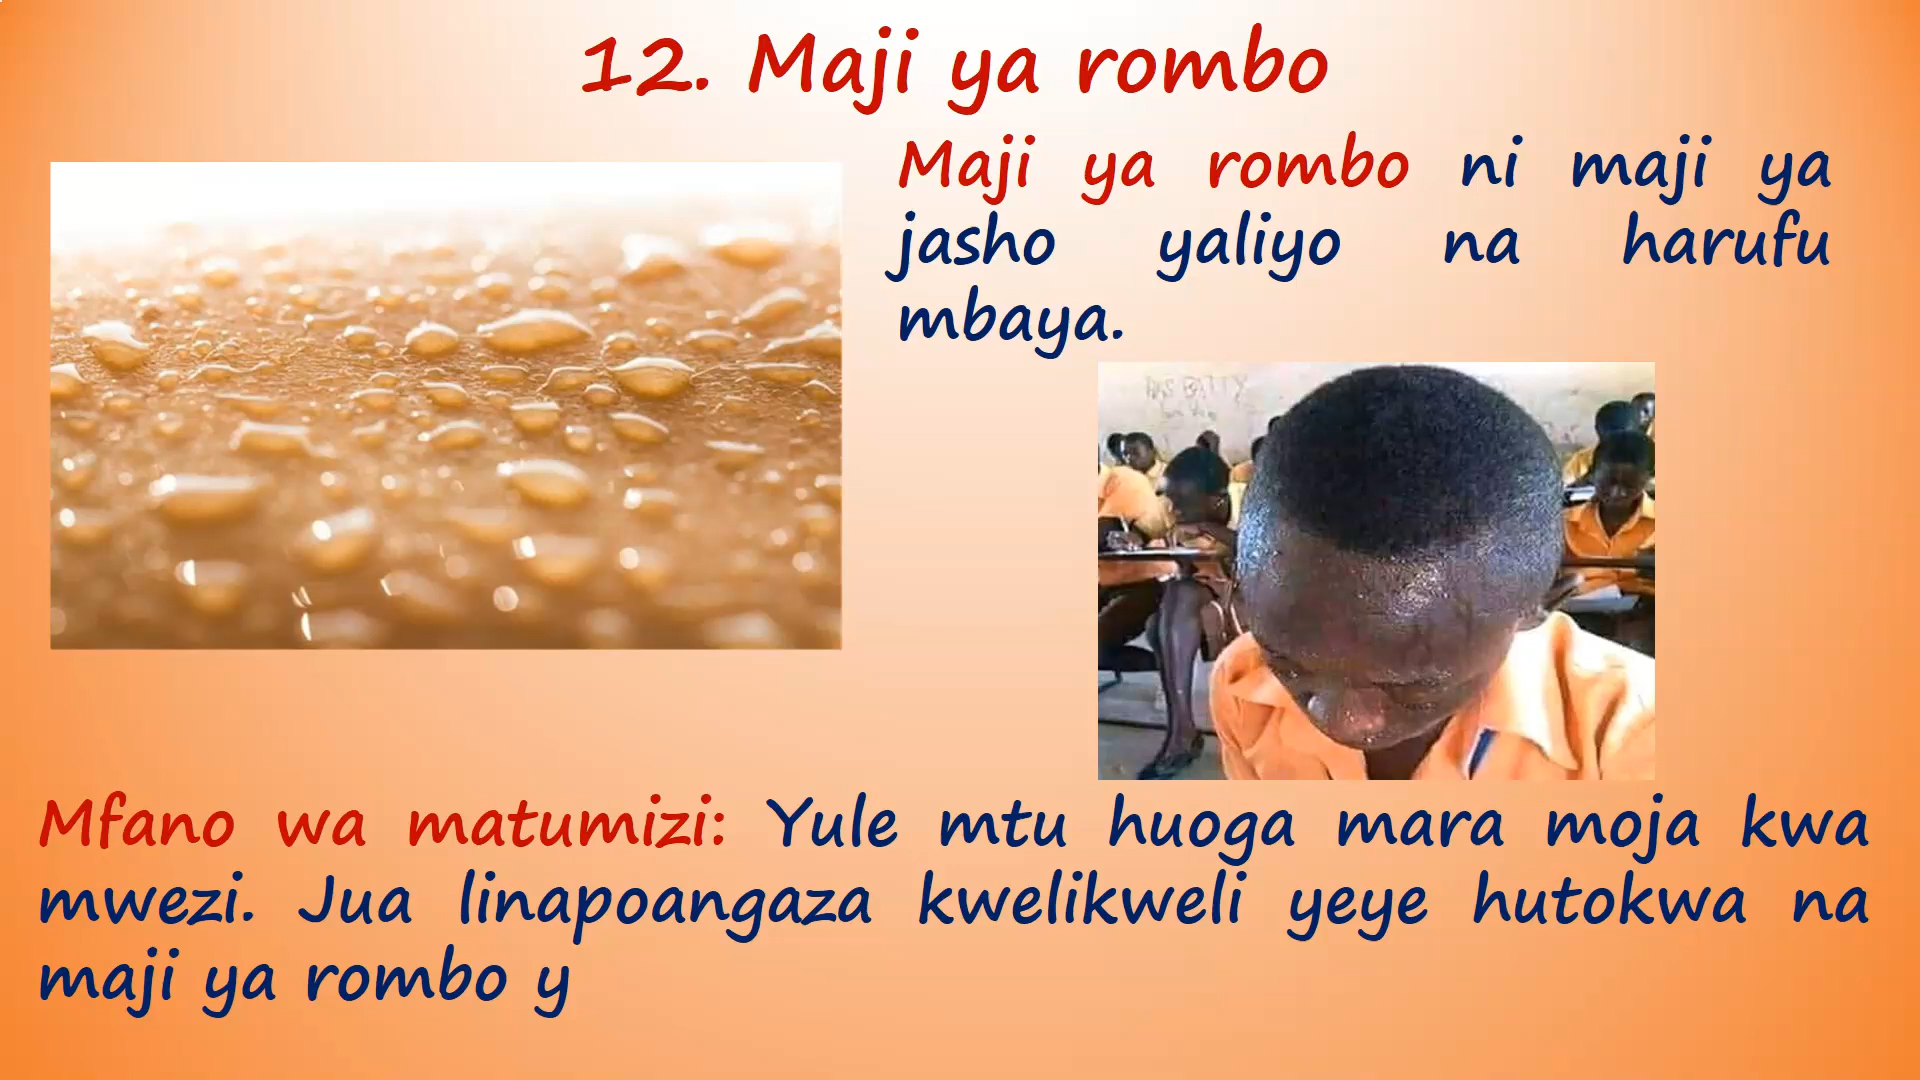 12. Maji ya rombo
Maji ya rombo ni maji ya
jasho yaliyo na harufu
mbaya.
Mfano wa matumizi: Yule mtu huoga mara moja kwa
mwezi. Jua linapoangaza kwelikweli yeye hutokwa na
maji ya rombo y